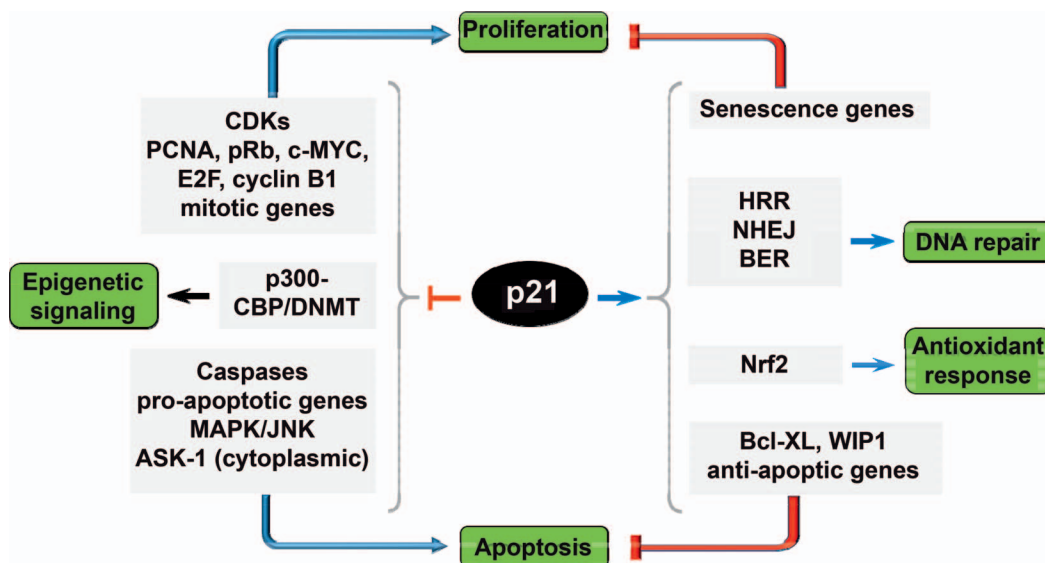 Proliferation
CDKs
PCNA, pRb, c-MYC,
E2F, cyclin B1
mitotic genes
Senescence genes
HRR
NHEJ
BER
DNA repair
Epigenetic
signaling
p300-
CBP/DNMT
p21
Nrf2
Antioxidant
response
Caspases
pro-apoptotic genes
MAPK/JNK
ASK-1 (cytoplasmic)
Bcl-XL, WIP1
anti-apoptic genes
Apoptosis